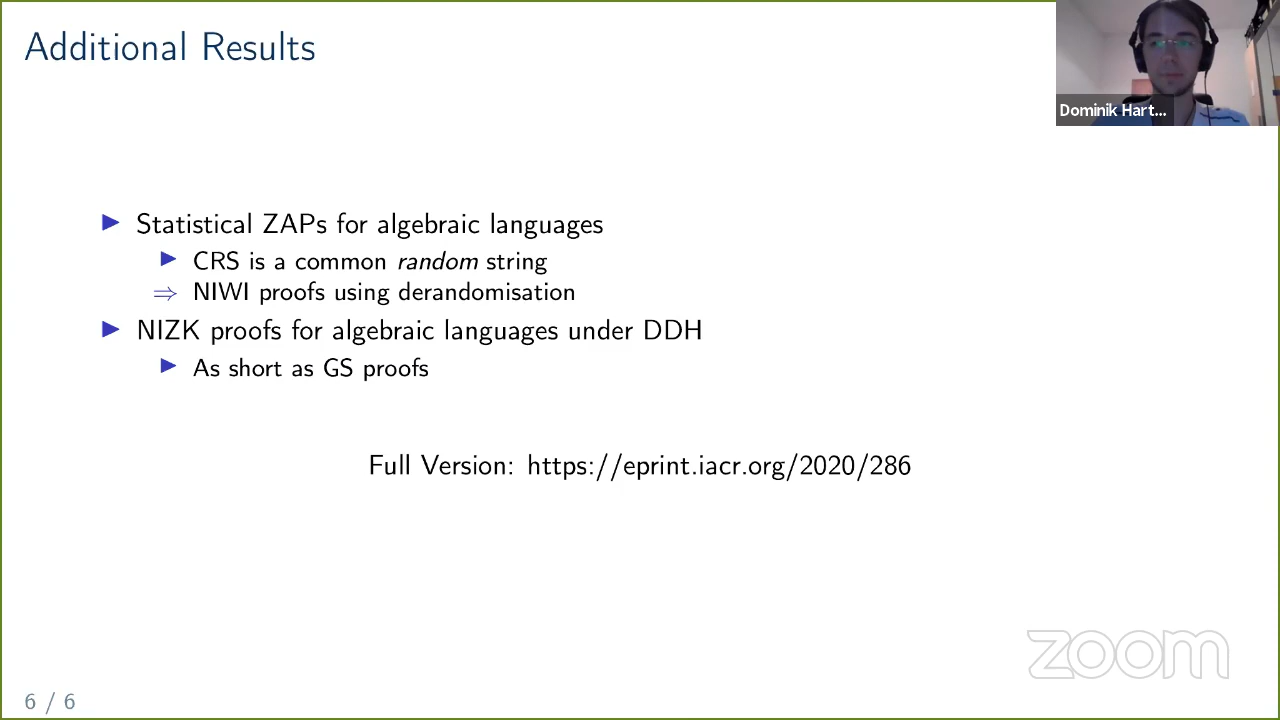 Additional Results
Dominik Hart...
▶ Statistical ZAPs for algebraic languages
▶ CRS is a common random string
⇒ NIWI proofs using derandomisation
▶ NIZK proofs for algebraic languages under DDH
▶ As short as GS proofs
Full Version: https://eprint.iacr.org/2020/286
zoom
6 / 6